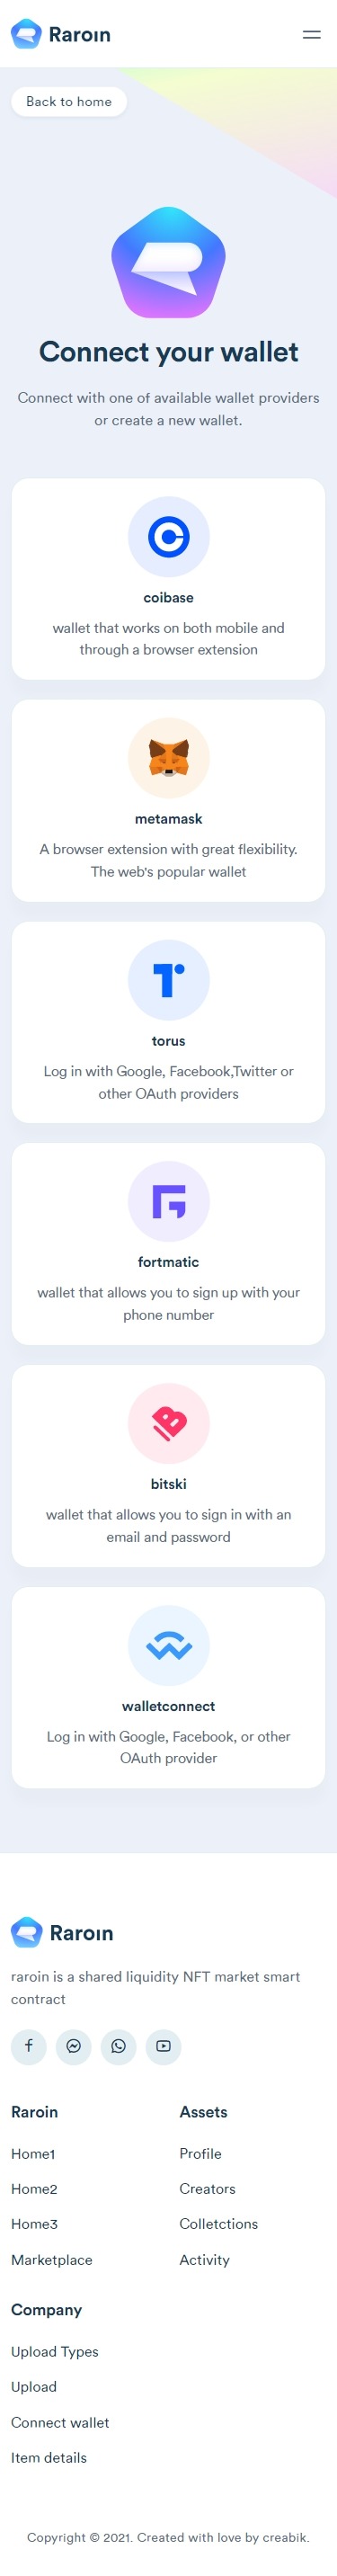 Raroin
Back to home
Connect your wallet
Connect with one of available wallet providers
or create a new wallet.
coibase
wallet that works on both mobile and
through a browser extension
metamask
A browser extension with great flexibility.
The web's popular wallet
torus
Log in with Google, Facebook,Twitter or
other OAuth providers
fortmatic
wallet that allows you to sign up with your
phone number
bitski
wallet that allows you to sign in with an
email and password
walletconnect
Log in with Google, Facebook, or other
OAuth provider
Raroin
raroin is a shared liquidity NFT market smart
contract
Raroin
Home1
Home2
Home3
Marketplace
Assets
Profile
Creators
Colletctions
Activity
Company
Upload Types
Upload
Connect wallet
Item details
Copyright © 2021. Created with love by creabik.